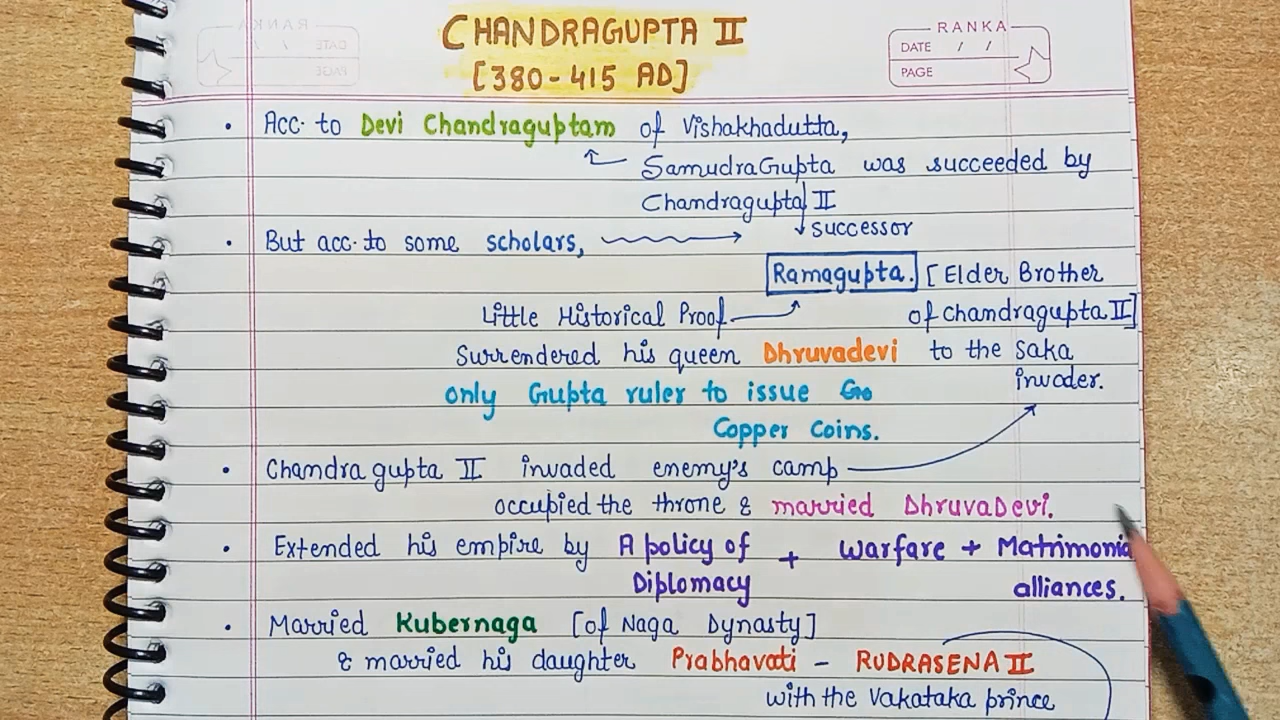 CHANDRAGUPTA II
[380-415 AD]
RANKA
DATE / /
PAGE
• Acc. to Devi Chandraguptam of Vishakhadutta,
SamudraGupta was succeeded by
Chandragupta II
successor
• But acc. to some scholars,
Ramagupta. [Elder Brother
of Chandragupta II]
Little Historical Proof
Surrendered his queen Dhruvadevi to the saka
invader.
only Gupta ruler to issue
Copper Coins.
• Chandragupta II invaded enemy's camp
occupied the throne & married DhruvaDevi.
• Extended his empire by A policy of + Warfare + Matrimonia
Diplomacy
alliances.
• Married Kubernaga [of Naga Dynasty]
& married his daughter Prabhavati - RUDRASENA II
with the Vakataka prince